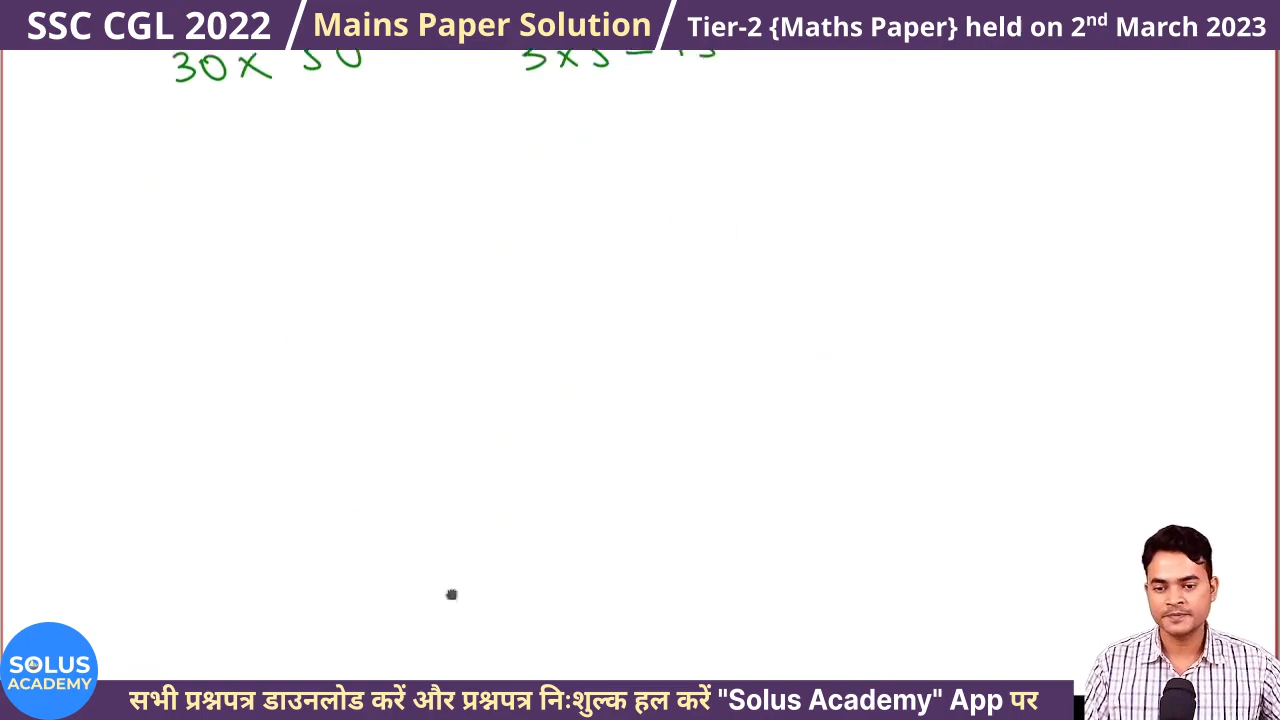 SSC CGL 2022 / Mains Paper Solution / Tier-2 {Maths Paper} held on 2nd March 2023
30 x 50
SOLUS
ACADEMY
सभी प्रश्नपत्र डाउनलोड करें और प्रश्नपत्र निःशुल्क हल करें "Solus Academy" App पर